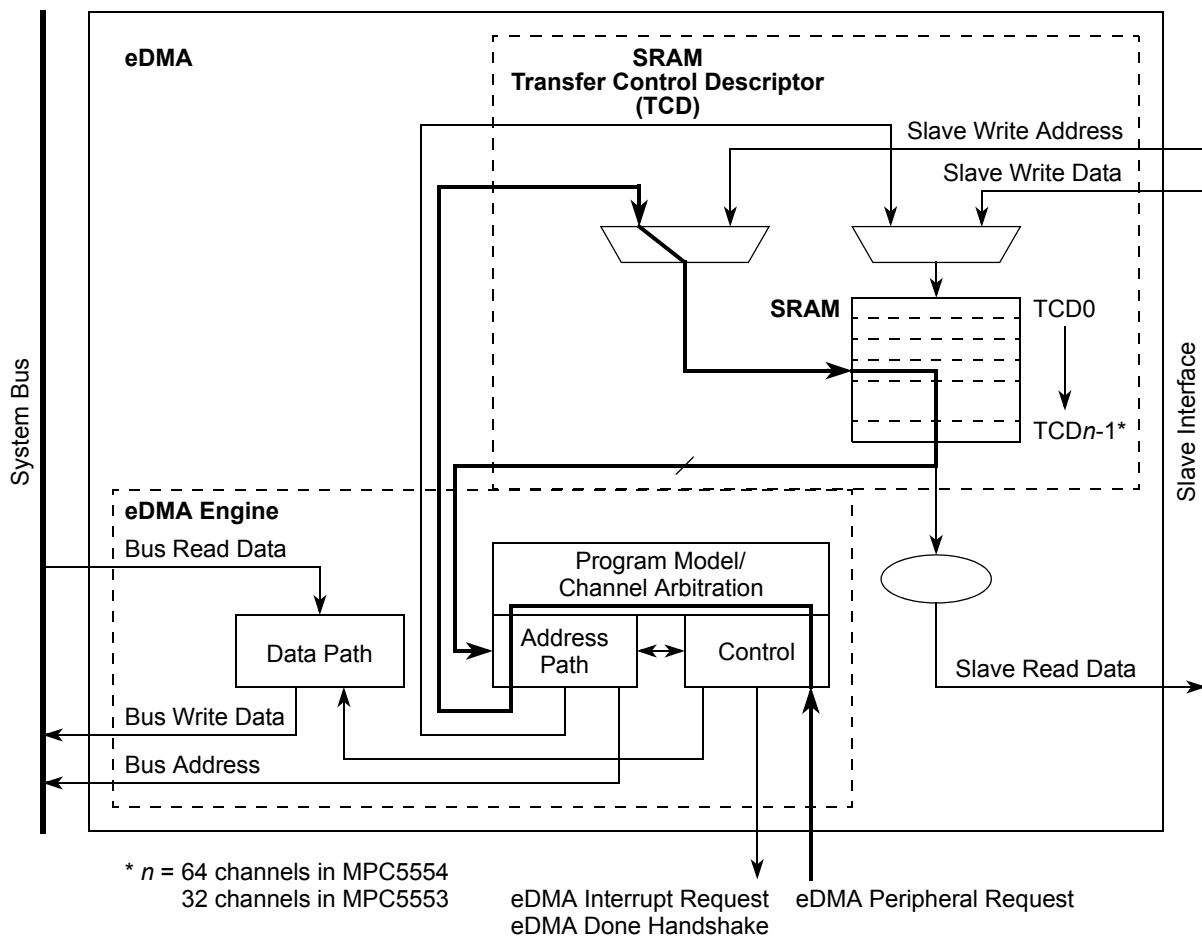 eDMA
SRAM
Transfer Control Descriptor
(TCD)
Slave Write Address
Slave Write Data
SRAM
TCD0
TCDn-1*
System Bus
Slave Interface
eDMA Engine
Bus Read Data
Program Model/
Channel Arbitration
Data Path
Address
Path
Control
Slave Read Data
Bus Write Data
Bus Address
* n = 64 channels in MPC5554
32 channels in MPC5553
eDMA Interrupt Request
eDMA Done Handshake
eDMA Peripheral Request